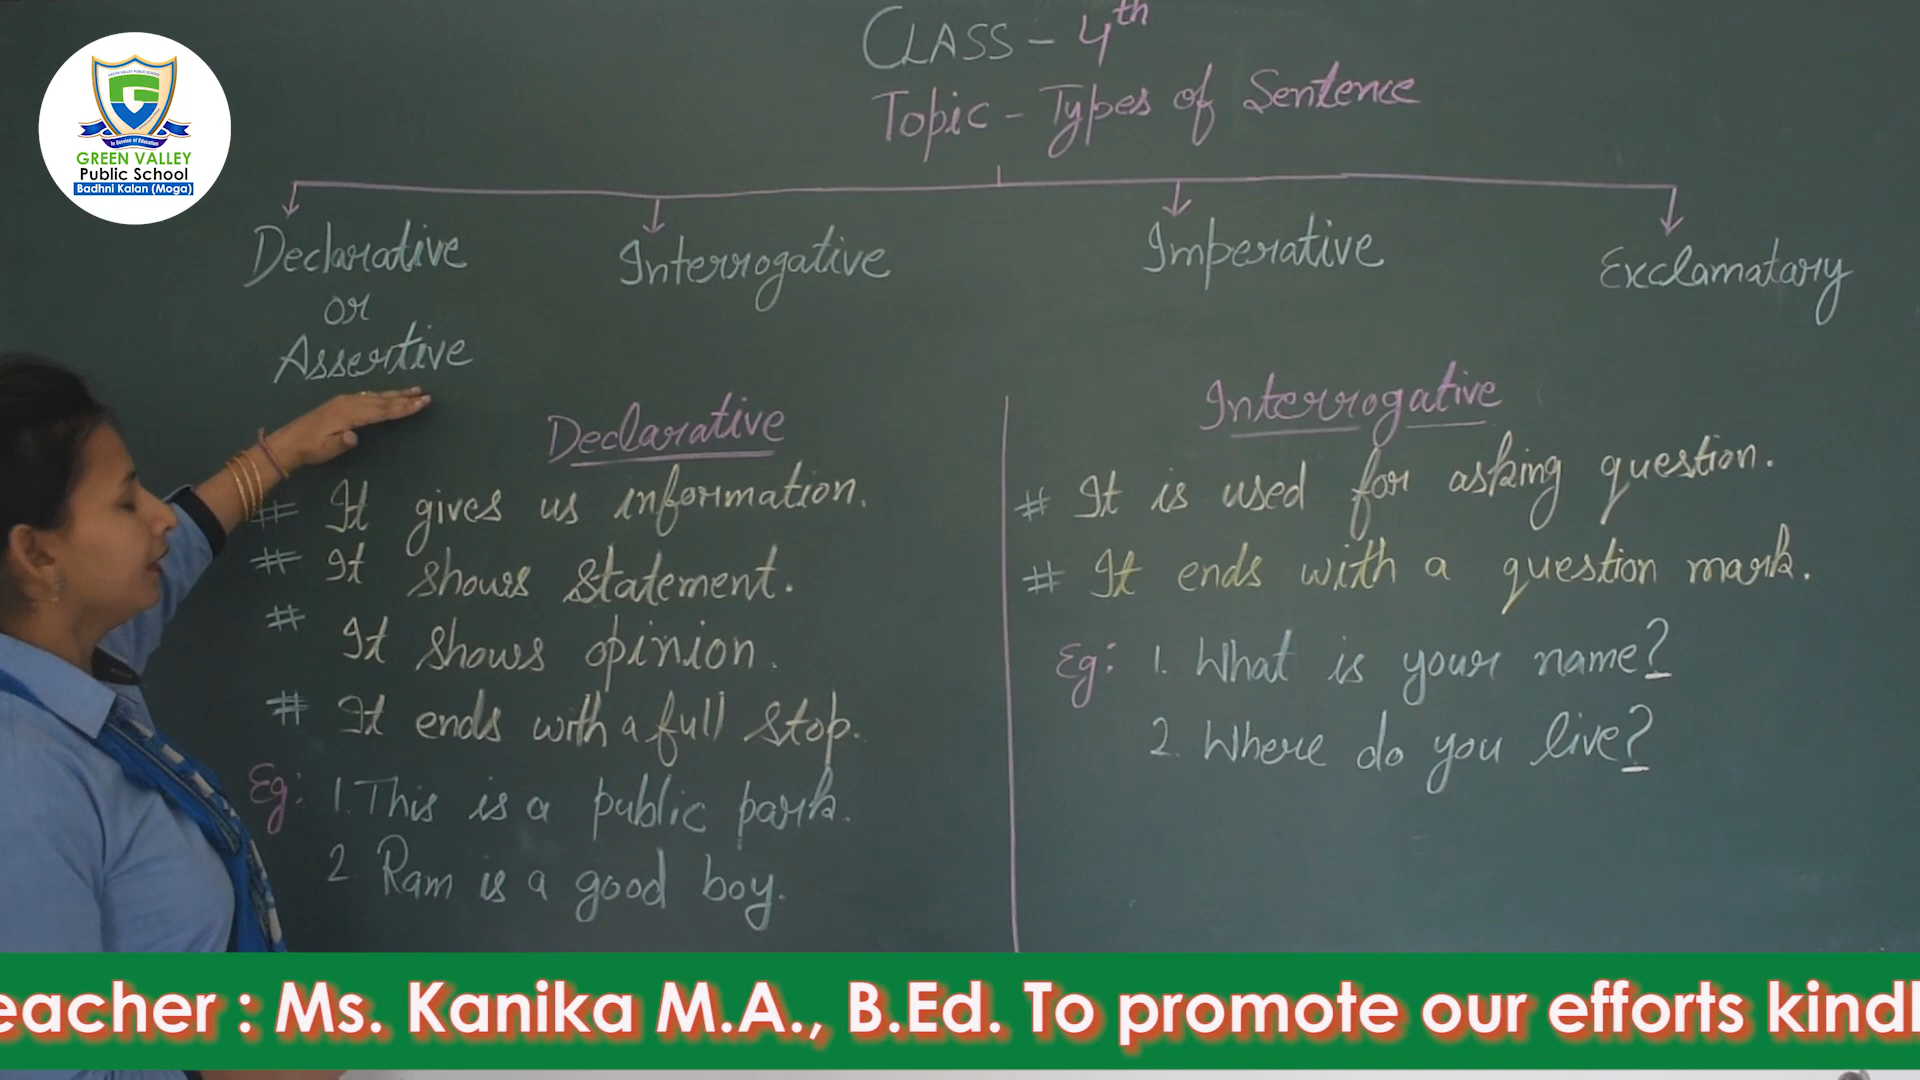 CLASS - 4th
Topic - Types of Sentence
GREEN VALLEY
Public School
Badhni Kalan (Moga)
Declarative
or
Assertive
Interrogative
Imperative
Exclamatary
Declarative
# It gives us information.
# It shows statement.
# It shows opinion.
# It ends with a full stop.
Eg: 1. This is a public park.
2. Ram is a good boy.
Interrogative
# It is used for asking question.
# It ends with a question mark.
Eg: 1. What is your name?
2. Where do you live?
eacher : Ms. Kanika M.A., B.Ed. To promote our efforts kindl